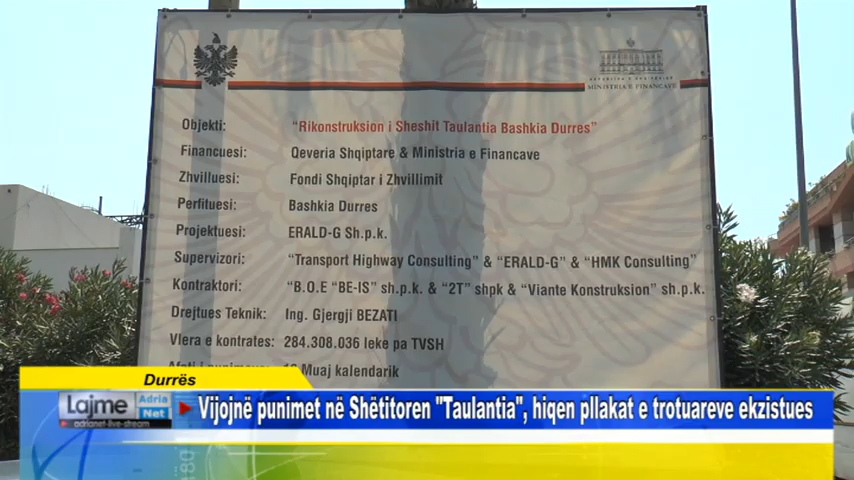 MINISTRIA E FINANCAVE
Objekti: "Rikonstruksion i Sheshit Taulantia Bashkia Durres"
Financuesi: Qeveria Shqiptare & Ministria e Financave
Zhvilluesi: Fondi Shqiptar i Zhvillimit
Perfituesi: Bashkia Durres
Projektuesi: ERALD-G Sh.p.k.
Supervizori: "Transport Highway Consulting" & "ERALD-G" & "HMK Consulting"
Kontraktori: "B.O.E "BE-IS" sh.p.k. & "2T" shpk & "Viante Konstruksion" sh.p.k.
Drejtues Teknik: Ing. Gjergji BEZATI
Vlera e kontrates: 284.308.036 leke pa TVSH
Muaj kalendarik
Durrës
Lajme Adria Net
adrianet-live-stream
Vijojnë punimet në Shëtitoren "Taulantia", hiqen pllakat e trotuareve ekzistues